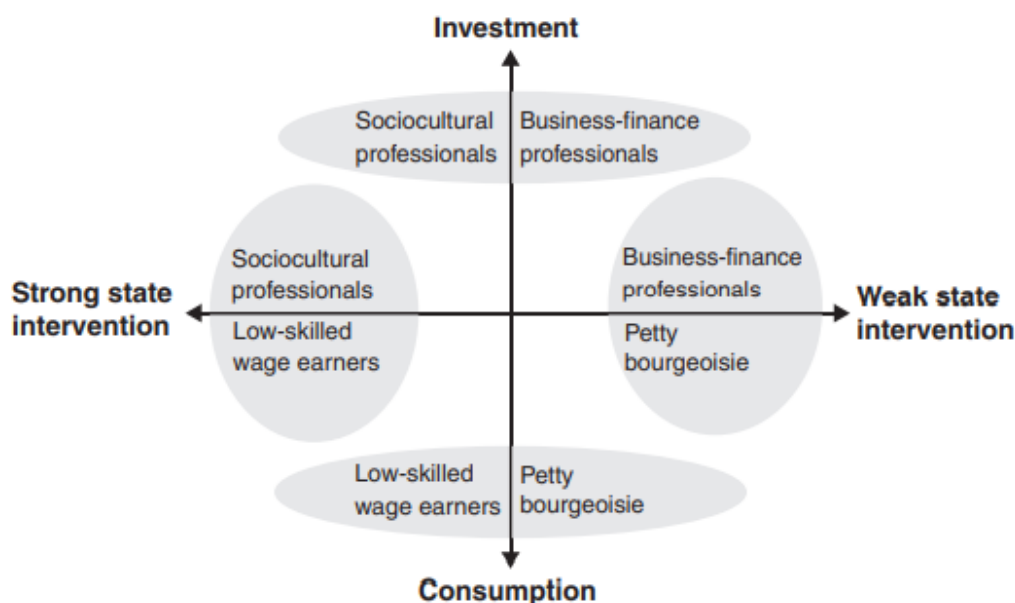 Investment
Sociocultural
professionals
Business-finance
professionals
Sociocultural
professionals
Business-finance
professionals
Strong state
intervention
Weak state
intervention
Low-skilled
wage earners
Petty
bourgeoisie
Low-skilled
wage earners
Petty
bourgeoisie
Consumption